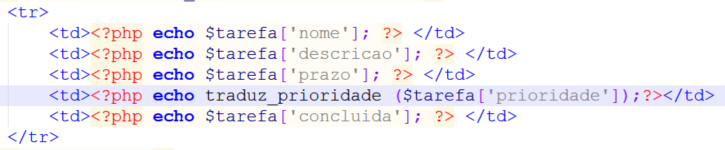 <tr>
<td><?php echo $tarefa['nome']; ?> </td>
<td><?php echo $tarefa['descricao']; ?> </td>
<td><?php echo $tarefa['prazo']; ?> </td>
<td><?php echo traduz_prioridade ($tarefa['prioridade']);?></td>
<td><?php echo $tarefa['concluida']; ?> </td>
</tr>